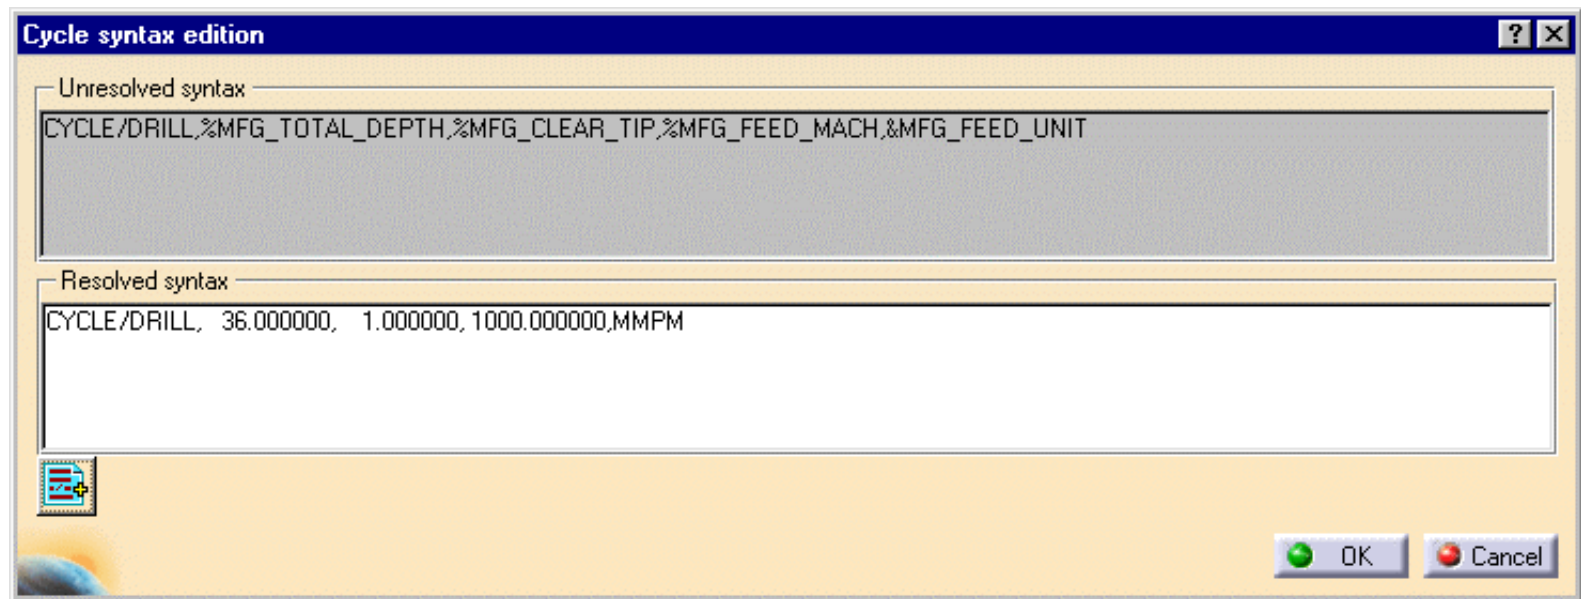 Cycle syntax edition
Unresolved syntax
CYCLE/DRILL,%MFG_TOTAL_DEPTH,%MFG_CLEAR_TIP,%MFG_FEED_MACH,&MFG_FEED_UNIT
Resolved syntax
CYCLE/DRILL,   36.000000,    1.000000, 1000.000000,MMPM
OK
Cancel